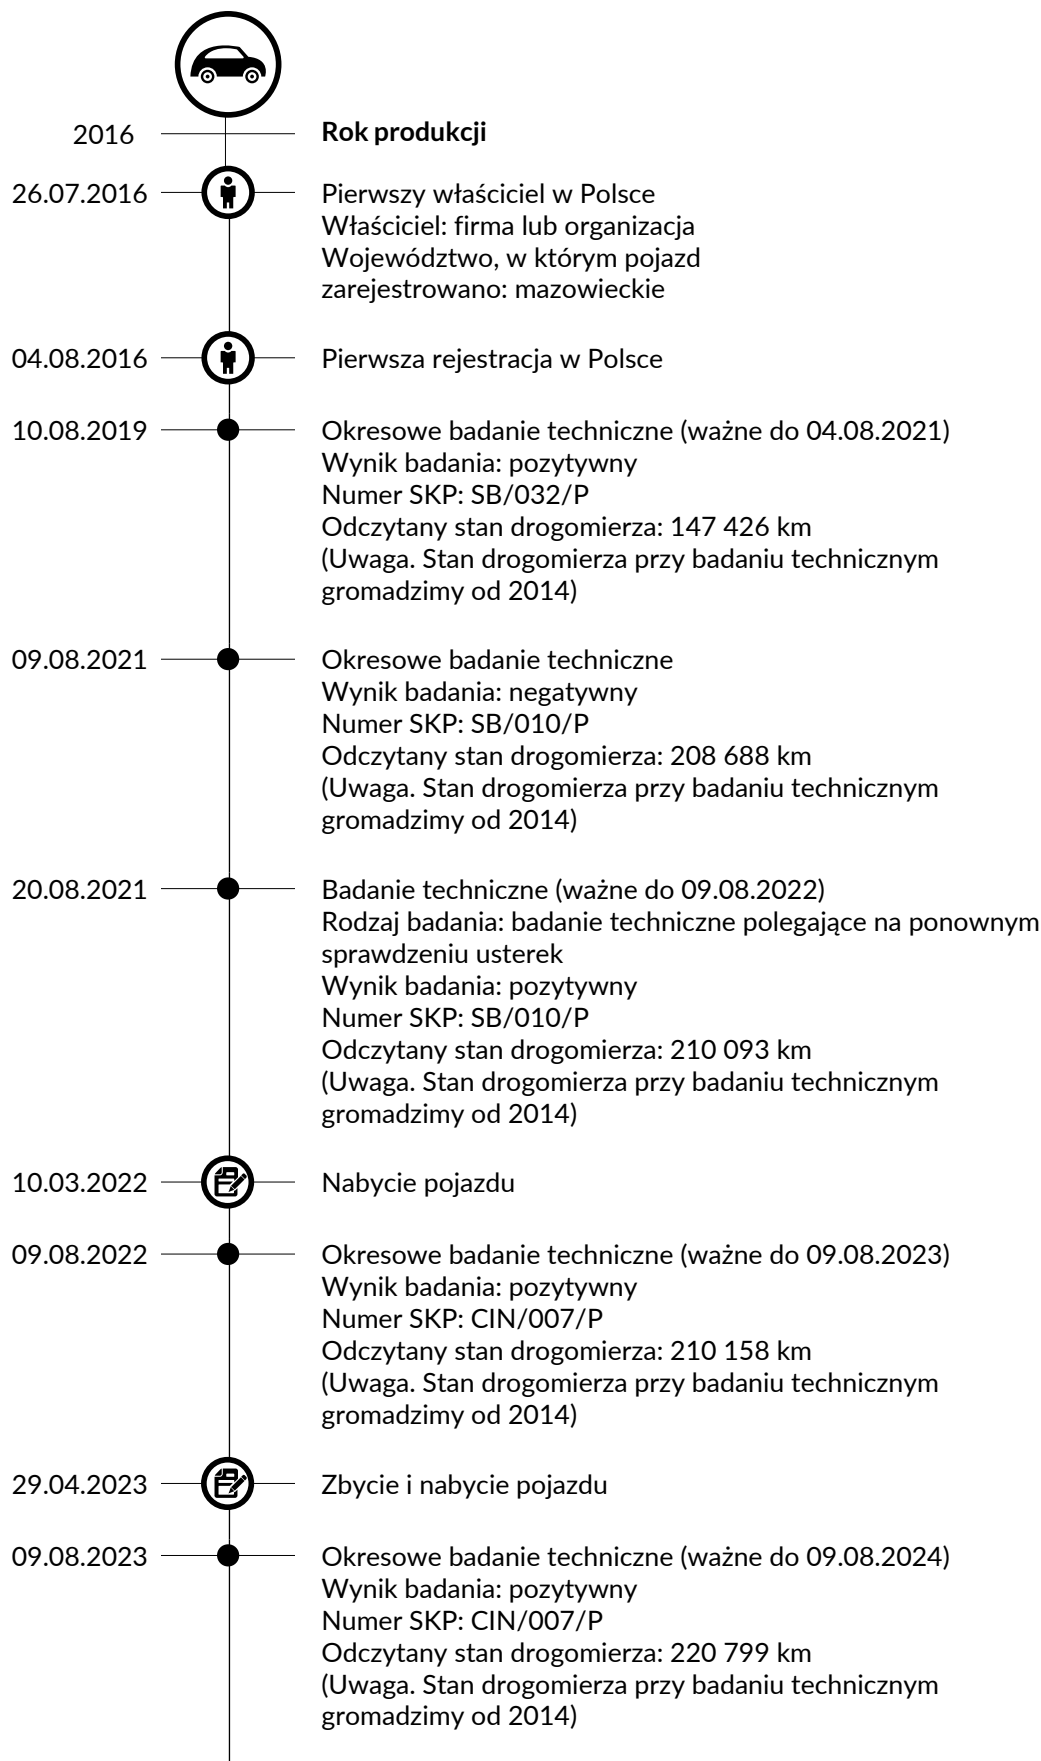 2016
Rok produkcji
26.07.2016
Pierwszy właściciel w Polsce
Właściciel: firma lub organizacja
Województwo, w którym pojazd
zarejestrowano: mazowieckie
04.08.2016
Pierwsza rejestracja w Polsce
10.08.2019
Okresowe badanie techniczne (ważne do 04.08.2021)
Wynik badania: pozytywny
Numer SKP: SB/032/P
Odczytany stan drogomierza: 147 426 km
(Uwaga. Stan drogomierza przy badaniu technicznym
gromadzimy od 2014)
09.08.2021
Okresowe badanie techniczne
Wynik badania: negatywny
Numer SKP: SB/010/P
Odczytany stan drogomierza: 208 688 km
(Uwaga. Stan drogomierza przy badaniu technicznym
gromadzimy od 2014)
20.08.2021
Badanie techniczne (ważne do 09.08.2022)
Rodzaj badania: badanie techniczne polegające na ponownym
sprawdzeniu usterek
Wynik badania: pozytywny
Numer SKP: SB/010/P
Odczytany stan drogomierza: 210 093 km
(Uwaga. Stan drogomierza przy badaniu technicznym
gromadzimy od 2014)
10.03.2022
Nabycie pojazdu
09.08.2022
Okresowe badanie techniczne (ważne do 09.08.2023)
Wynik badania: pozytywny
Numer SKP: CIN/007/P
Odczytany stan drogomierza: 210 158 km
(Uwaga. Stan drogomierza przy badaniu technicznym
gromadzimy od 2014)
29.04.2023
Zbycie i nabycie pojazdu
09.08.2023
Okresowe badanie techniczne (ważne do 09.08.2024)
Wynik badania: pozytywny
Numer SKP: CIN/007/P
Odczytany stan drogomierza: 220 799 km
(Uwaga. Stan drogomierza przy badaniu technicznym
gromadzimy od 2014)